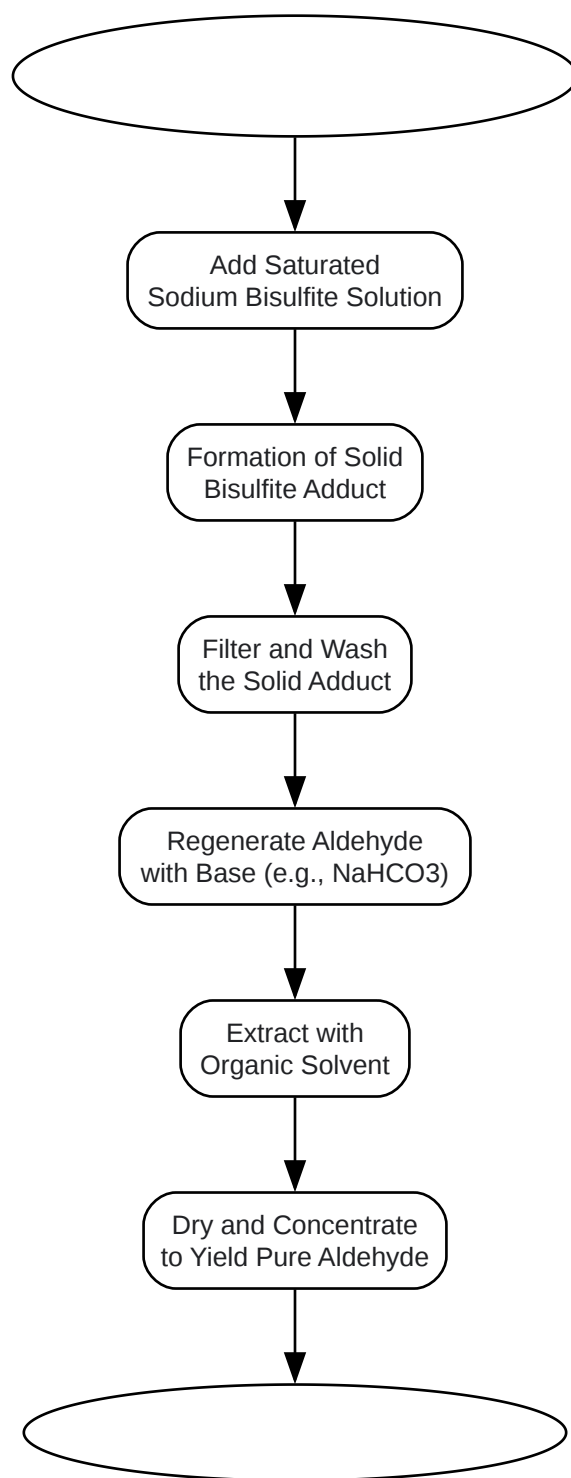 Add Saturated
Sodium Bisulfite Solution
Formation of Solid
Bisulfite Adduct
Filter and Wash
the Solid Adduct
Regenerate Aldehyde
with Base (e.g., NaHCO3)
Extract with
Organic Solvent
Dry and Concentrate
to Yield Pure Aldehyde